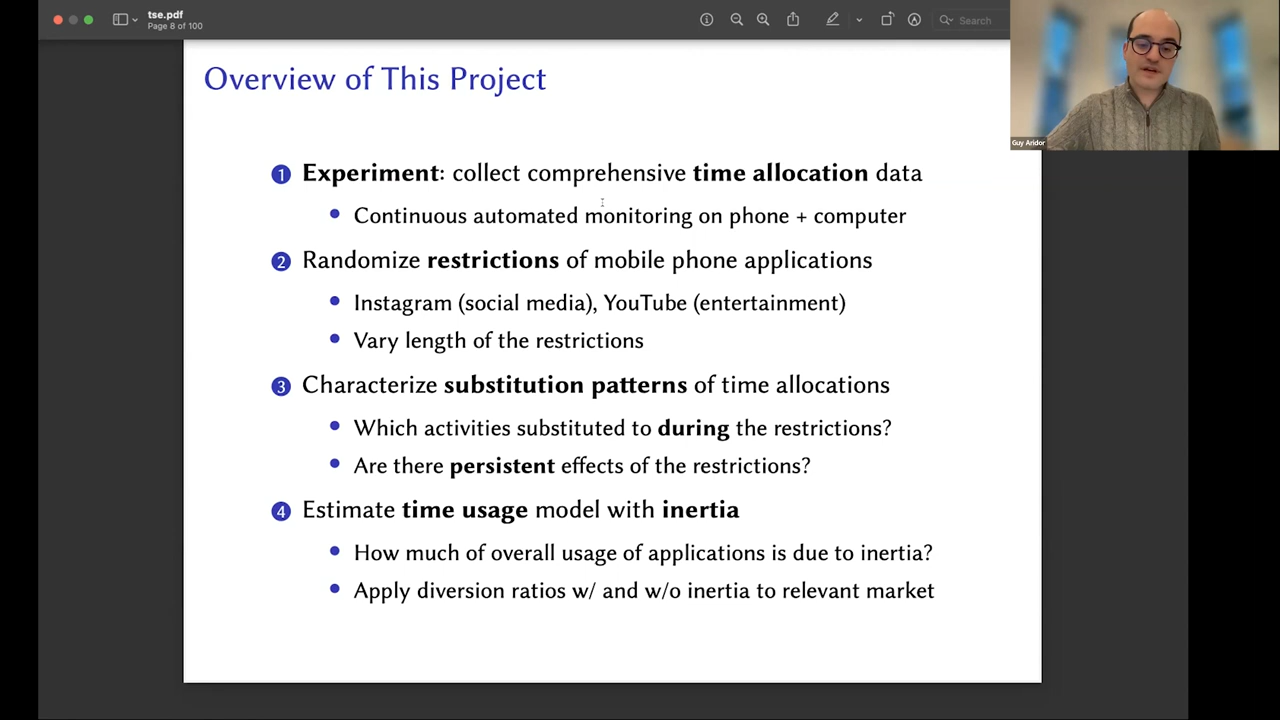 tse.pdf
Page 8 of 100
Search
Guy Aridor
Overview of This Project
1 Experiment: collect comprehensive time allocation data
• Continuous automated monitoring on phone + computer
2 Randomize restrictions of mobile phone applications
• Instagram (social media), YouTube (entertainment)
• Vary length of the restrictions
3 Characterize substitution patterns of time allocations
• Which activities substituted to during the restrictions?
• Are there persistent effects of the restrictions?
4 Estimate time usage model with inertia
• How much of overall usage of applications is due to inertia?
• Apply diversion ratios w/ and w/o inertia to relevant market